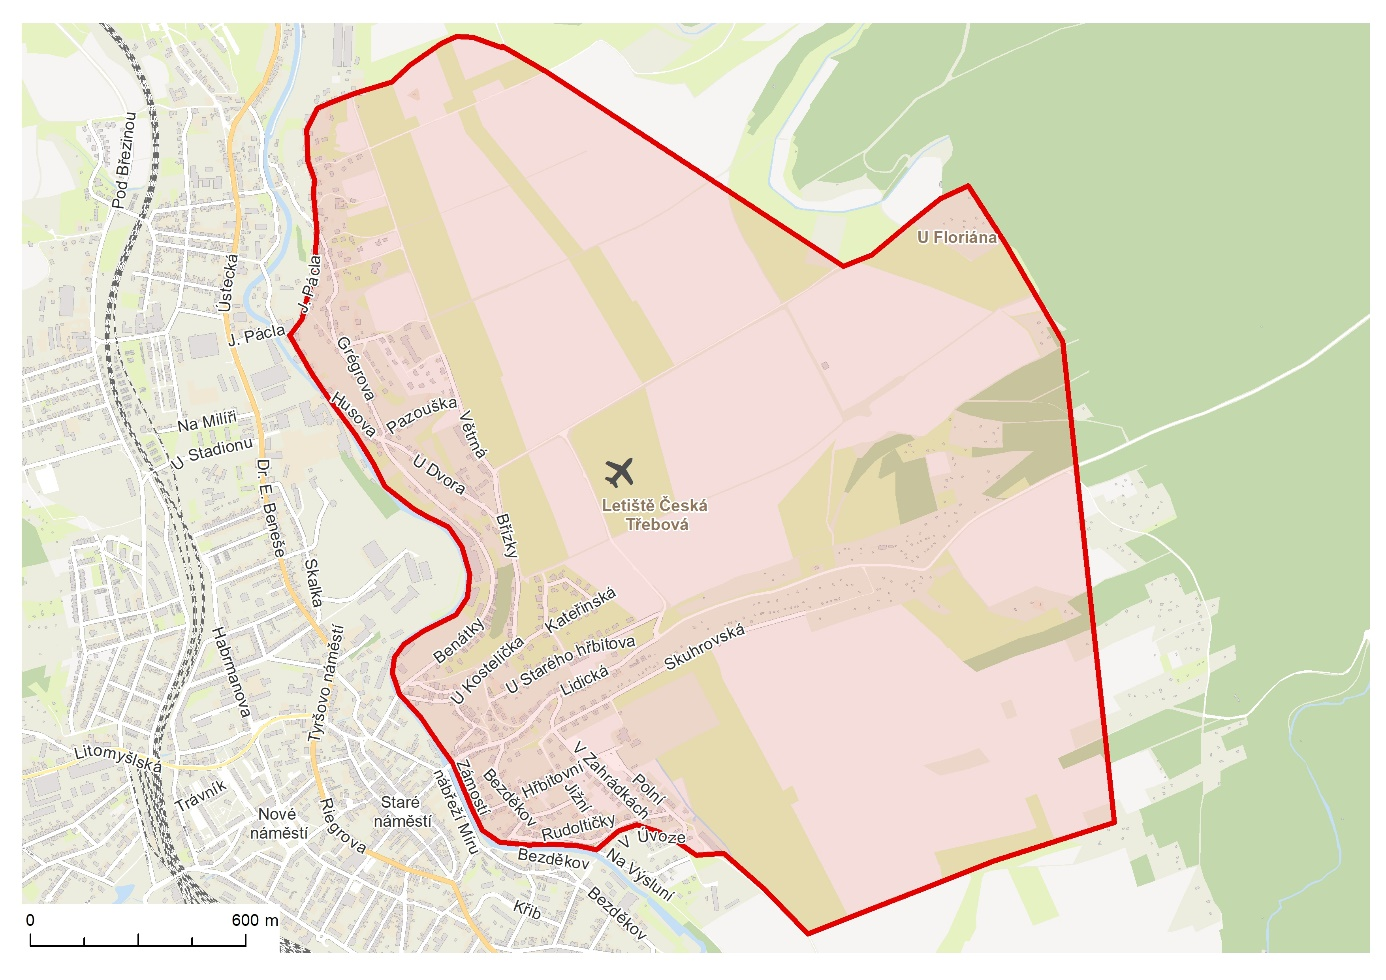 Pod Březinou
U Floriána
Ústecká
J. Pácla
J. Pácla
Grégrova
Husova
Pazouška
Větrná
Na Milíři
U Stadionu
U Dvora
Dr. E. Beneše
Letiště Česká
Třebová
Břízky
Skalka
Kateřinská
Benátky
U Kostelíčka
U Starého hřbitova
Skuhrovská
Lidická
Habrmanova
Tyršovo náměstí
Litomyšlská
Zámostí
nábřeží Míru
Bezděkov
Hřbitovní
Jižní
V Zahrádkách
Polní
Trávník
Nové
náměstí
Riegrova
Staré
náměstí
Rudoltičky
V Úvoze
Bezděkov
Na Výsluní
Bezděkov
Křib
0 600 m